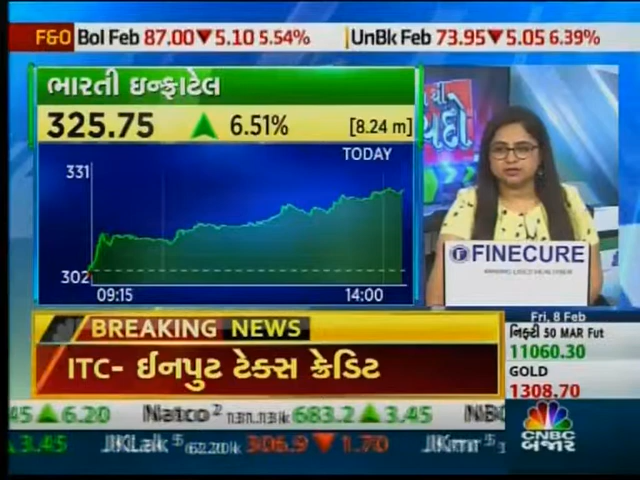 F&O Bol Feb 87.00▼5.10 5.54% UnBk Feb 73.95▼5.05 6.39%
ભારતી ઇન્ફ્રાટેલ
325.75 ▲ 6.51% [8.24 m]
TODAY
331
302
09:15 14:00
FINECURE
BREAKING NEWS
ITC- ઈનપુટ ટેક્સ ક્રેડિટ
Fri, 8 Feb
નિફ્ટી 50 MAR Fut
11060.30
GOLD
1308.70
45▲6.20 Natco 683.2▲3.45
3.45 306.9▼1.70
CNBC
બજાર